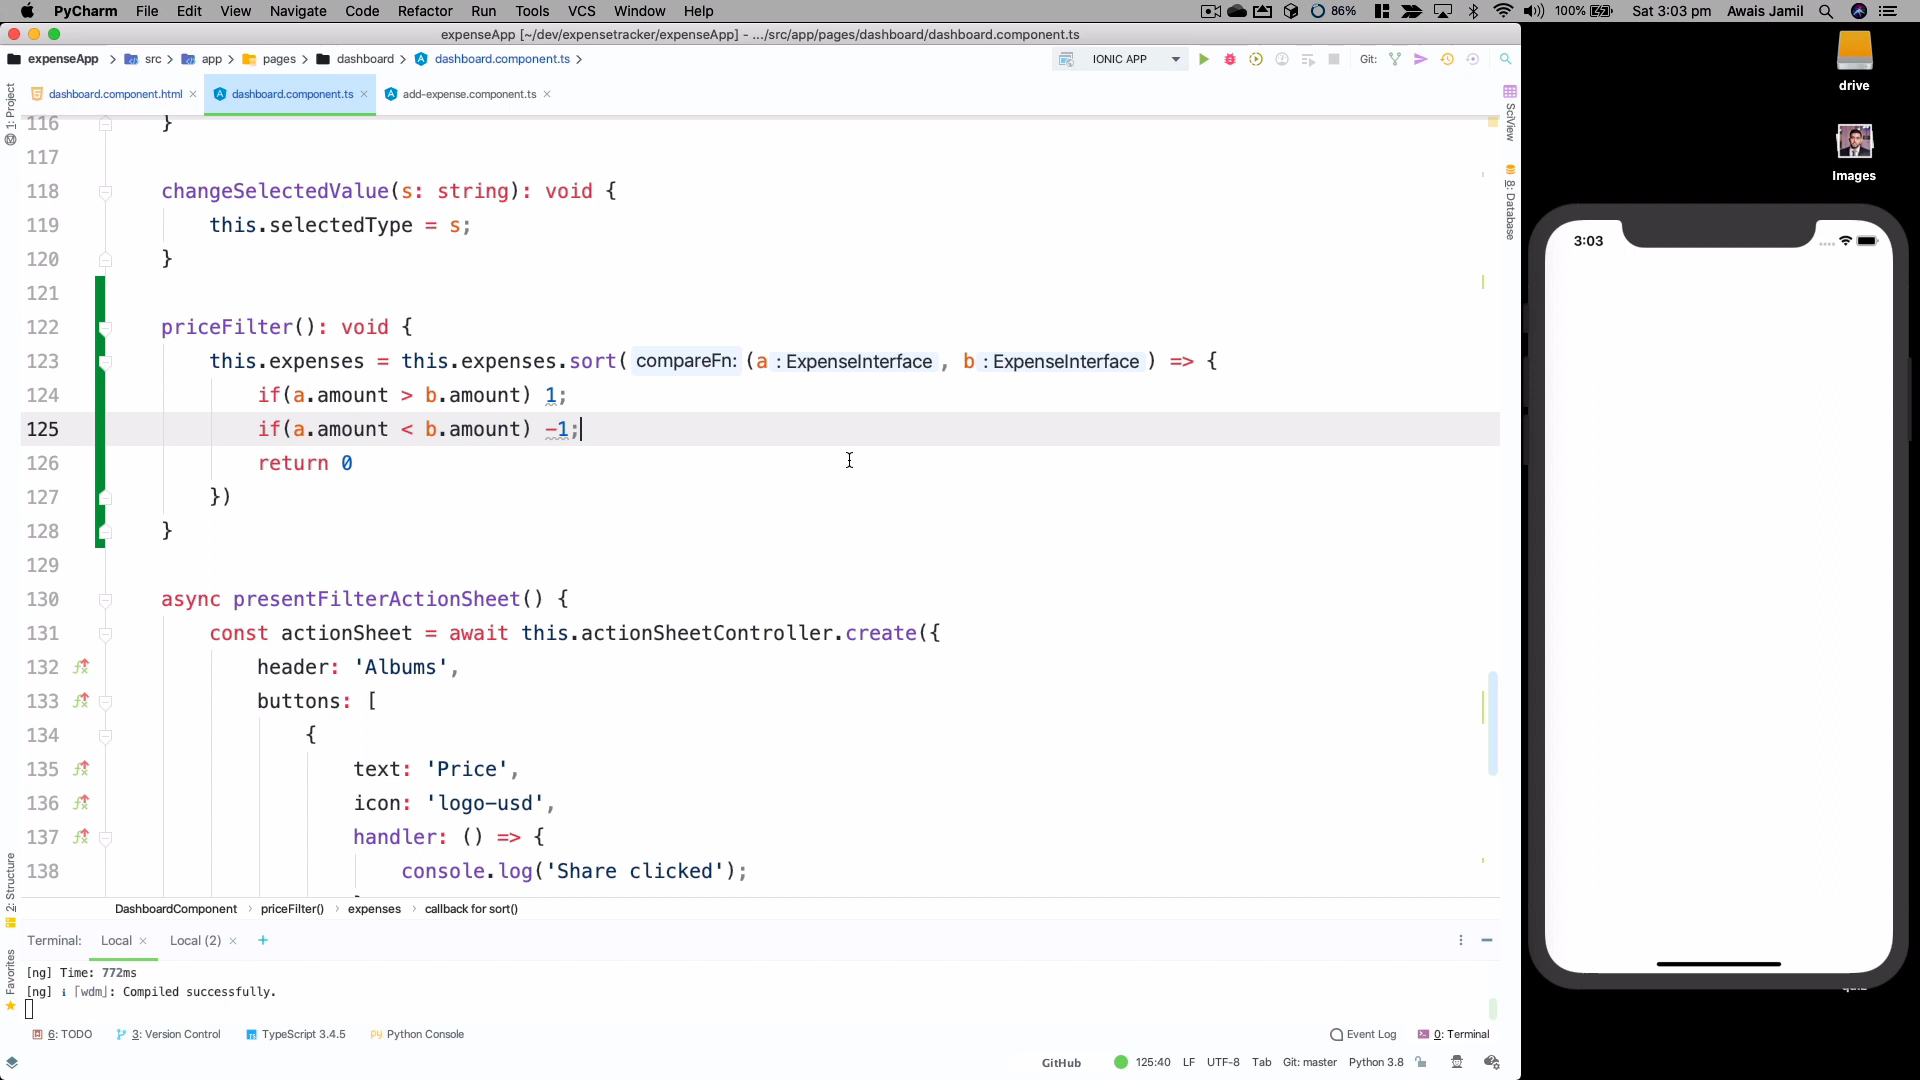 PyCharm File Edit View Navigate Code Refactor Run Tools VCS Window Help 86% 100% Sat 3:03 pm Awais Jamil
expenseApp [~/dev/expensetracker/expenseApp] - .../src/app/pages/dashboard/dashboard.component.ts
expenseApp src app pages dashboard dashboard.component.ts IONIC APP Git:
dashboard.component.html dashboard.component.ts add-expense.component.ts
1: Project
SciView
8: Database
2: Structure
Favorites
drive
Images
3:03
116 }
117
118 changeSelectedValue(s: string): void {
119 this.selectedType = s;
120 }
121
122 priceFilter(): void {
123 this.expenses = this.expenses.sort( compareFn: (a : ExpenseInterface , b : ExpenseInterface ) => {
124 if(a.amount > b.amount) 1;
125 if(a.amount < b.amount) -1;
126 return 0
127 })
128 }
129
130 async presentFilterActionSheet() {
131 const actionSheet = await this.actionSheetController.create({
132 header: 'Albums',
133 buttons: [
134 {
135 text: 'Price',
136 icon: 'logo-usd',
137 handler: () => {
138 console.log('Share clicked');
DashboardComponent priceFilter() expenses callback for sort()
Terminal: Local Local (2) +
[ng] Time: 772ms
[ng] ℹ ｢wdm｣: Compiled successfully.
6: TODO 3: Version Control TypeScript 3.4.5 Python Console Event Log 0: Terminal
GitHub 125:40 LF UTF-8 Tab Git: master Python 3.8